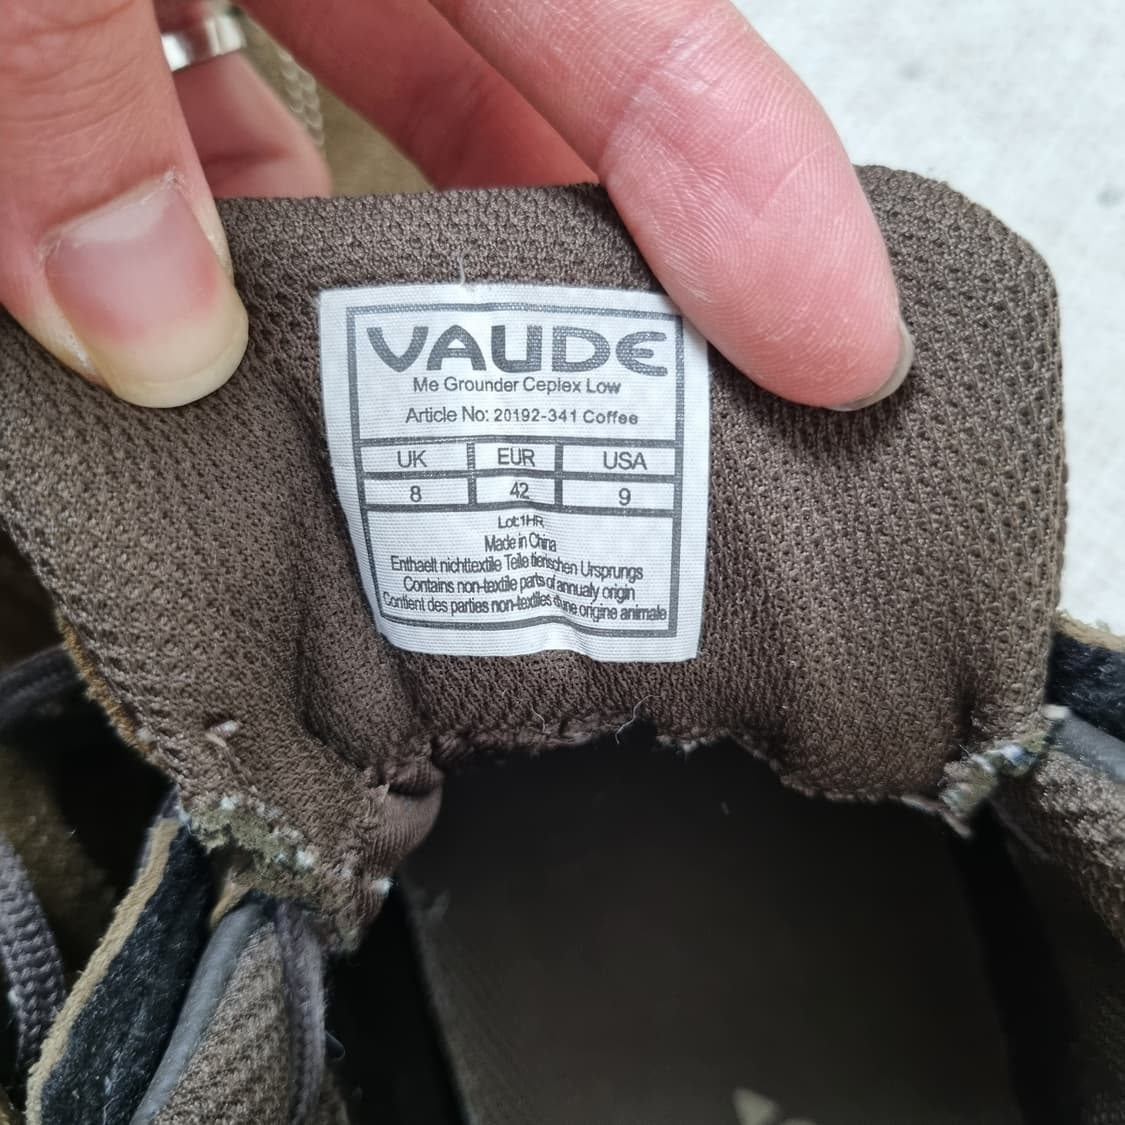 VAUDE
Me Grounder Ceplex Low
Article No: 20192-341 Coffee
UK EUR USA
8 42 9
Lot:1HR
Made in China
Enthaelt nichttextile Teile tierischen Ursprungs
Contains non-textile parts of annualy origin
Contient des parties non-textiles d'une origine animale